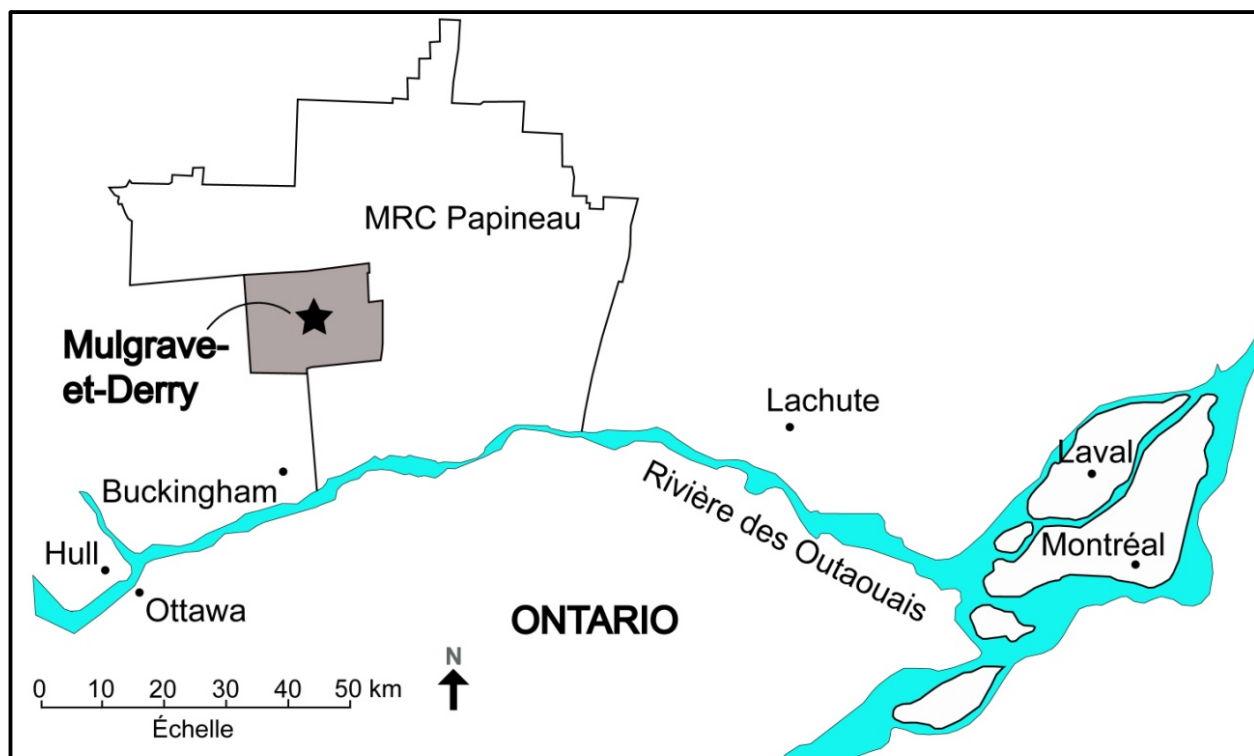 MRC Papineau
Mulgrave-
et-Derry
Lachute
Buckingham
Laval
Rivière des Outaouais
Hull
Montréal
Ottawa
ONTARIO
N
0 10 20 30 40 50 km
Échelle